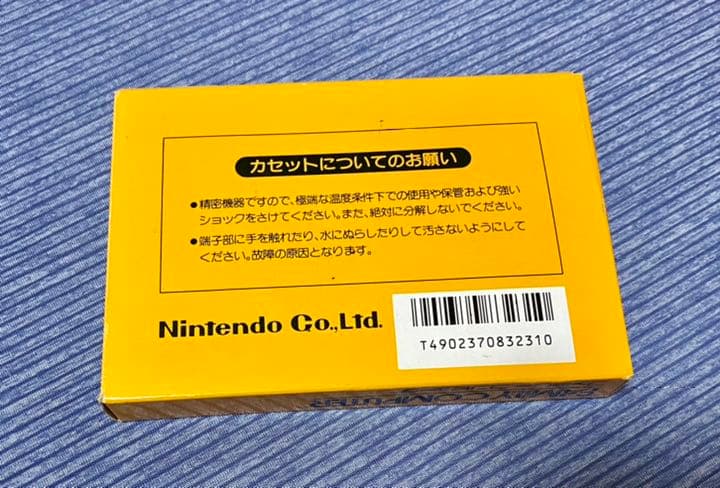 カセットについてのお願い
●精密機器ですので、極端な温度条件下での使用や保管および強い
ショックをさけてください。また、絶対に分解しないでください。
●端子部に手を触れたり、水にぬらしたりして汚さないようにして
ください。故障の原因となります。
Nintendo Co.,Ltd.
T4902370832310
FAMILY COMPUTER